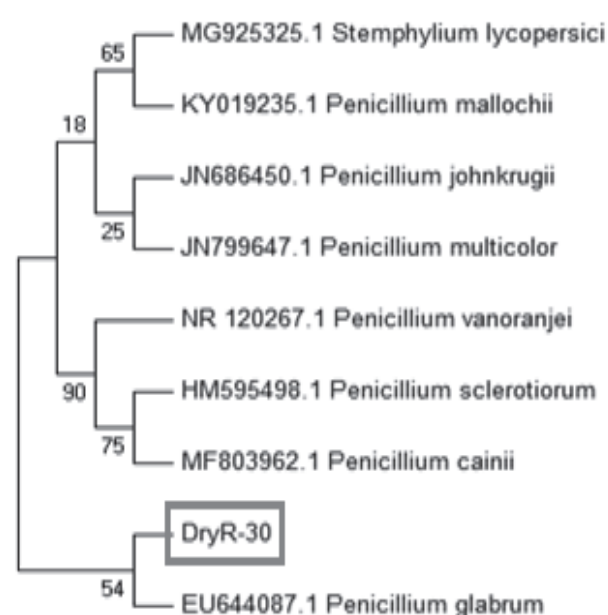 65
MG925325.1 Stemphylium lycopersici
KY019235.1 Penicillium mallochii
18
JN686450.1 Penicillium johnkrugii
25
JN799647.1 Penicillium multicolor
NR 120267.1 Penicillium vanoranjei
90
HM595498.1 Penicillium sclerotiorum
75
MF803962.1 Penicillium cainii
DryR-30
54
EU644087.1 Penicillium glabrum